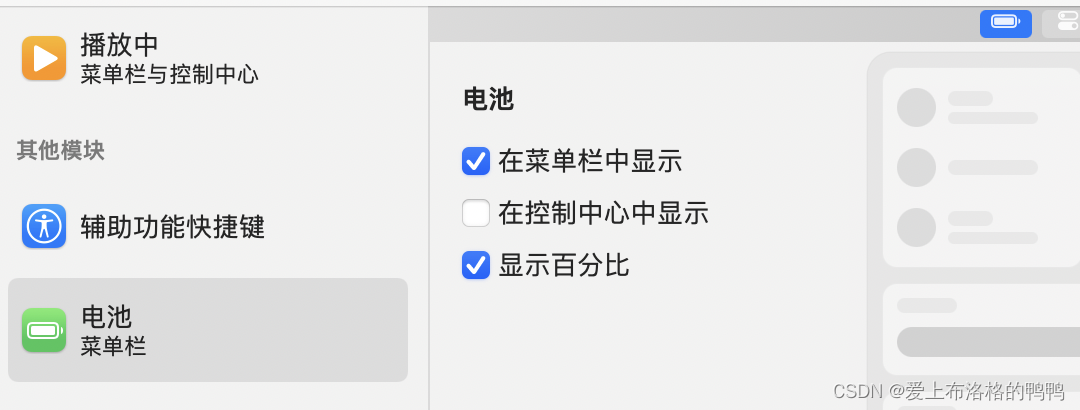 播放中
菜单栏与控制中心
其他模块
辅助功能快捷键
电池
菜单栏
电池
在菜单栏中显示
在控制中心中显示
显示百分比
CSDN @爱上布洛格的鸭鸭